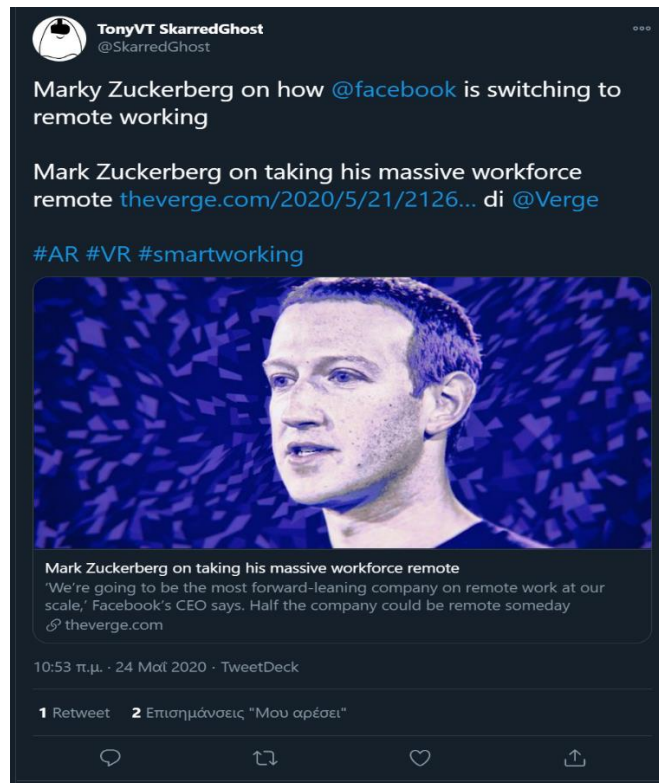 TonyVT SkarredGhost
@SkarredGhost
Marky Zuckerberg on how @facebook is switching to
remote working
Mark Zuckerberg on taking his massive workforce
remote theverge.com/2020/5/21/2126... di @Verge
#AR #VR #smartworking
Mark Zuckerberg on taking his massive workforce remote
'We're going to be the most forward-leaning company on remote work at our
scale,' Facebook's CEO says. Half the company could be remote someday
theverge.com
10:53 π.μ. · 24 Μαΐ 2020 · TweetDeck
1 Retweet 2 Επισημάνσεις "Μου αρέσει"